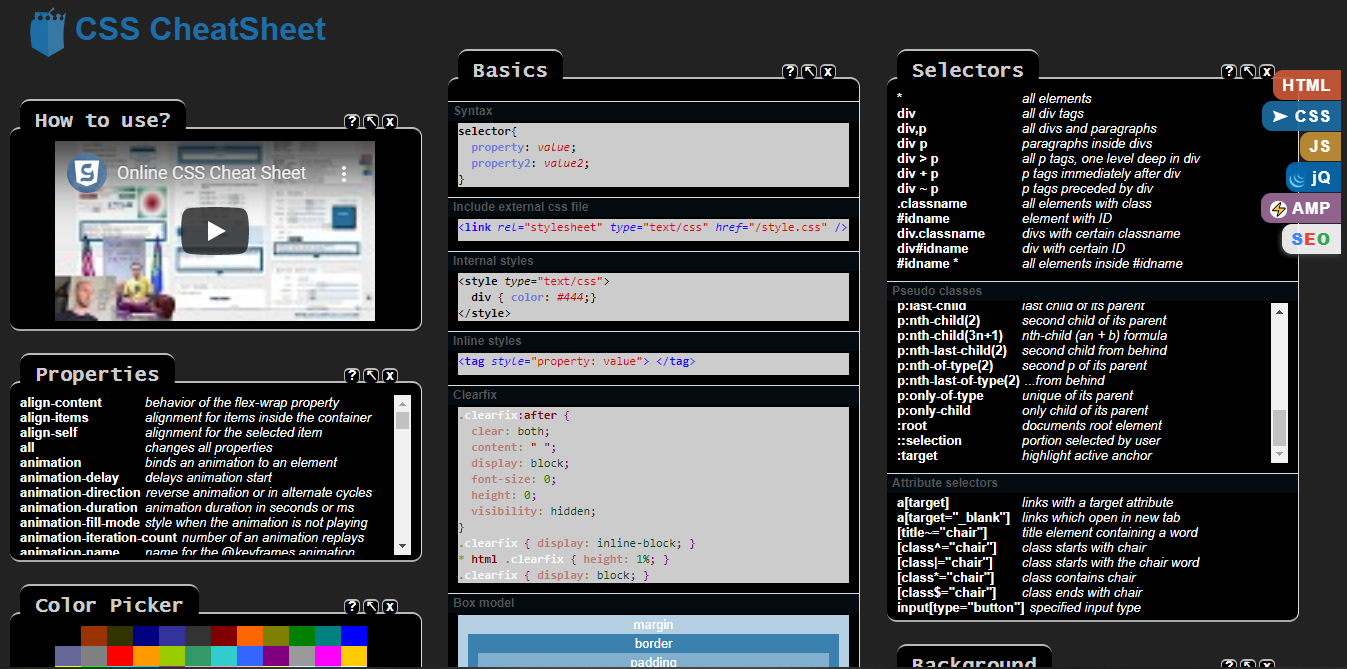 CSS CheatSheet
How to use?
? ↖ x
Online CSS Cheat Sheet
Properties
? ↖ x
align-content behavior of the flex-wrap property
align-items alignment for items inside the container
align-self alignment for the selected item
all changes all properties
animation binds an animation to an element
animation-delay delays animation start
animation-direction reverse animation or in alternate cycles
animation-duration animation duration in seconds or ms
animation-fill-mode style when the animation is not playing
animation-iteration-count number of an animation replays
animation-name name for the @keyframes animation
Color Picker
? ↖ x
Basics
? ↖ x
Syntax
selector{
property: value;
property2: value2;
}
Include external css file
<link rel="stylesheet" type="text/css" href="/style.css" />
Internal styles
<style type="text/css">
div { color: #444;}
</style>
Inline styles
<tag style="property: value"> </tag>
Clearfix
.clearfix:after {
clear: both;
content: " ";
display: block;
font-size: 0;
height: 0;
visibility: hidden;
}
.clearfix { display: inline-block; }
* html .clearfix { height: 1%; }
.clearfix { display: block; }
Box model
margin
border
padding
Selectors
? ↖ x
* all elements
div all div tags
div,p all divs and paragraphs
div p paragraphs inside divs
div > p all p tags, one level deep in div
div + p p tags immediately after div
div ~ p p tags preceded by div
.classname all elements with class
#idname element with ID
div.classname divs with certain classname
div#idname div with certain ID
#idname * all elements inside #idname
Pseudo classes
p:last-child last child of its parent
p:nth-child(2) second child of its parent
p:nth-child(3n+1) nth-child (an + b) formula
p:nth-last-child(2) second child from behind
p:nth-of-type(2) second p of its parent
p:nth-last-of-type(2) ...from behind
p:only-of-type unique of its parent
p:only-child only child of its parent
:root documents root element
::selection portion selected by user
:target highlight active anchor
Attribute selectors
a[target] links with a target attribute
a[target="_blank"] links which open in new tab
[title~="chair"] title element containing a word
[class^="chair"] class starts with chair
[class|="chair"] class starts with the chair word
[class*="chair"] class contains chair
[class$="chair"] class ends with chair
input[type="button"] specified input type
Background
? ↖ x
HTML
➤ CSS
JS
jQ
AMP
SEO